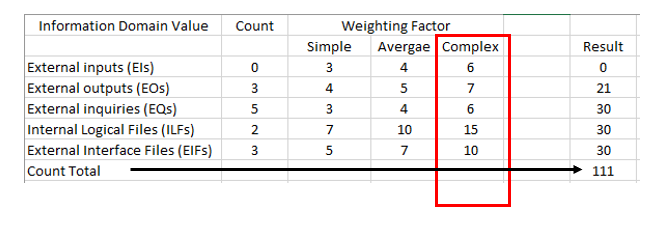 Information Domain Value Count Weighting Factor
Simple Avergae Complex Result
External inputs (EIs) 0 3 4 6 0
External outputs (EOs) 3 4 5 7 21
External inquiries (EQs) 5 3 4 6 30
Internal Logical Files (ILFs) 2 7 10 15 30
External Interface Files (EIFs) 3 5 7 10 30
Count Total 111